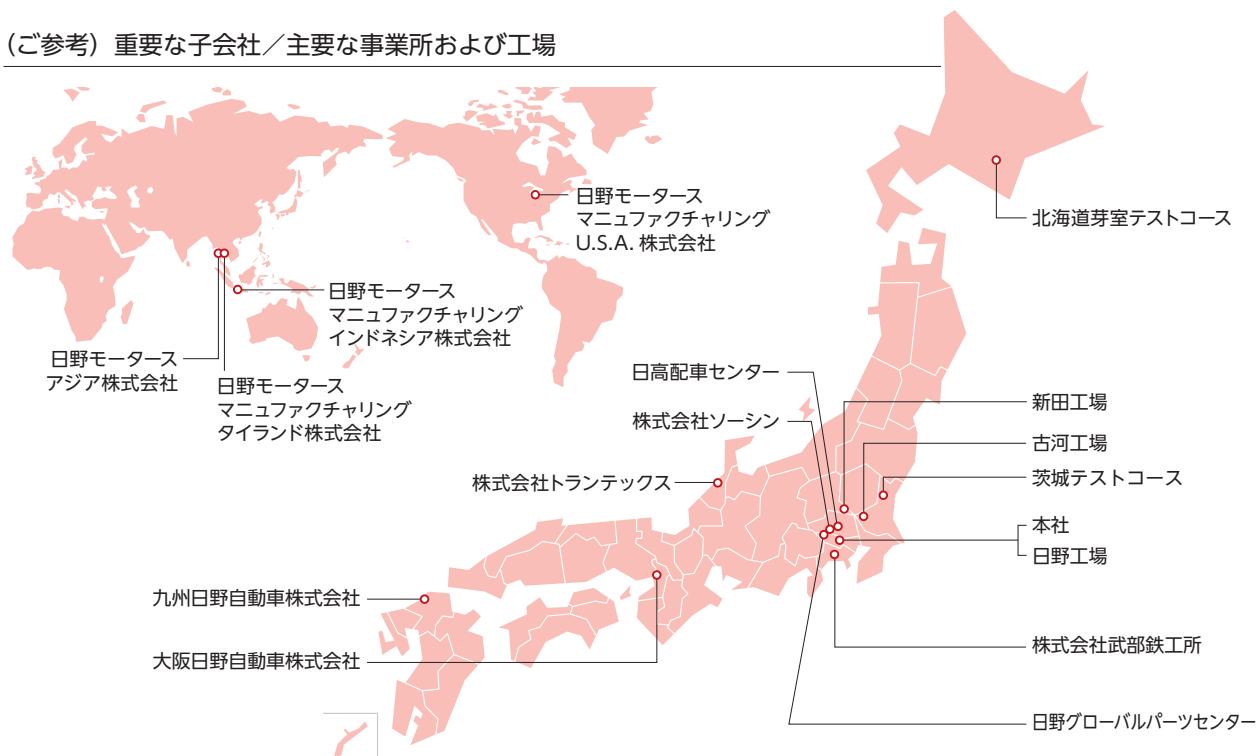 (ご参考)重要な子会社/主要な事業所および工場
日野モータース
マニュファクチャリング
U.S.A. 株式会社
日野モータース
マニュファクチャリング
インドネシア株式会社
日野モータース
アジア株式会社
日野モータース
マニュファクチャリング
タイランド株式会社
北海道芽室テストコース
日高配車センター
株式会社ソーシン
株式会社トランテックス
新田工場
古河工場
茨城テストコース
本社
日野工場
九州日野自動車株式会社
大阪日野自動車株式会社
株式会社武部鉄工所
日野グローバルパーツセンター